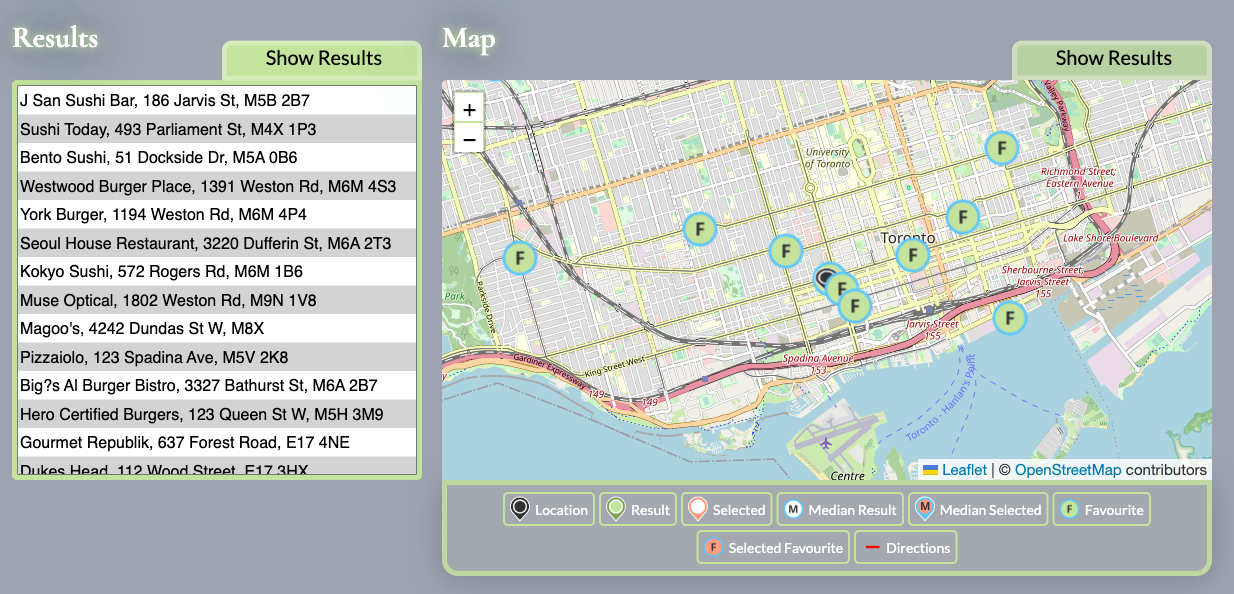 Results
Show Results
J San Sushi Bar, 186 Jarvis St, M5B 2B7
Sushi Today, 493 Parliament St, M4X 1P3
Bento Sushi, 51 Dockside Dr, M5A 0B6
Westwood Burger Place, 1391 Weston Rd, M6M 4S3
York Burger, 1194 Weston Rd, M6M 4P4
Seoul House Restaurant, 3220 Dufferin St, M6A 2T3
Kokyo Sushi, 572 Rogers Rd, M6M 1B6
Muse Optical, 1802 Weston Rd, M9N 1V8
Magoo's, 4242 Dundas St W, M8X
Pizzaiolo, 123 Spadina Ave, M5V 2K8
Big?s Al Burger Bistro, 3327 Bathurst St, M6A 2B7
Hero Certified Burgers, 123 Queen St W, M5H 3M9
Gourmet Republik, 637 Forest Road, E17 4NE
Dukes Head, 112 Wood Street, E17 3HX
Map
Show Results
+
−
Valley Parkway
University
of Toronto
F
Richmond Street;
Eastern Avenue
F
F
Toronto
Lake Shore Boulevard
F
F
F
F
F
Sherbourne Street;
Jarvis Street
155
Park
Parkside Drive
F
Jarvis Street
155
Spadina Avenue
153
Gardiner Expressway
King Street West
149
149
Toronto - Hanlan's Point
Centre
Leaflet | © OpenStreetMap contributors
Location
Result
Selected
M Median Result
M Median Selected
F Favourite
F Selected Favourite
Directions